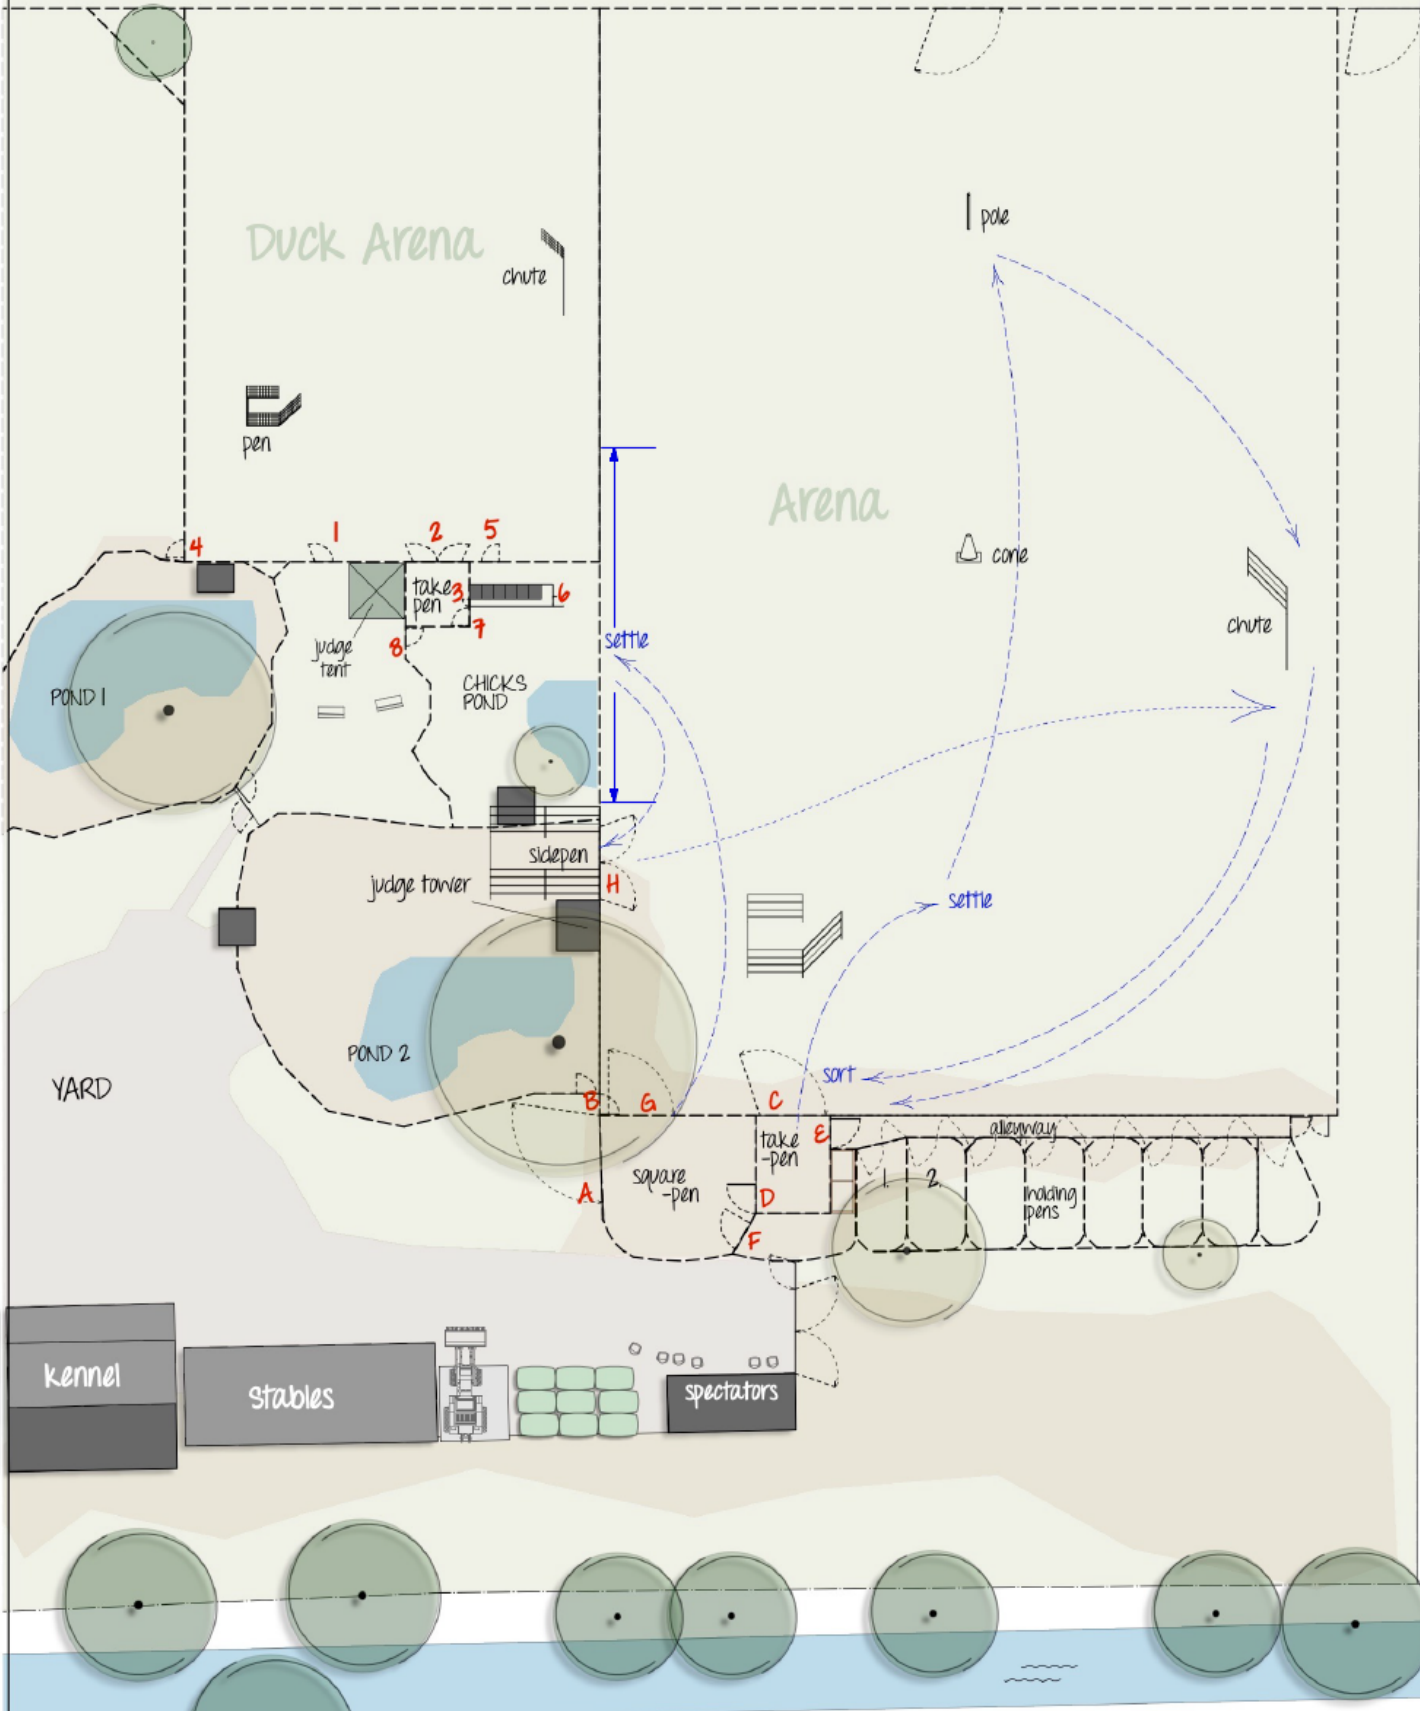 pole
Duck Arena
chute
pen
Arena
4
1
2
5
cone
take
pen
3
6
7
8
judge
tent
settle
chute
POND 1
CHICKS
POND
sidepen
judge tower
H
settle
POND 2
sort
YARD
B
G
C
E
alleyway
take
-pen
square
-pen
A
D
F
1.
2.
holding
pens
kennel
stables
spectators